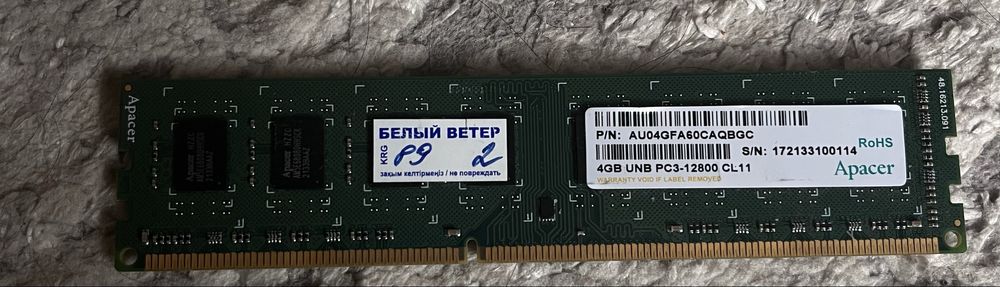 Apacer
БЕЛЫЙ ВЕТЕР
KRG
89 2
зақым келтірмеңіз / не повреждать
P/N: AU04GFA60CAQBGC
S/N: 172133100114
RoHS
4GB UNB PC3-12800 CL11
Apacer
WARRANTY VOID IF LABEL REMOVED
48.16213.091